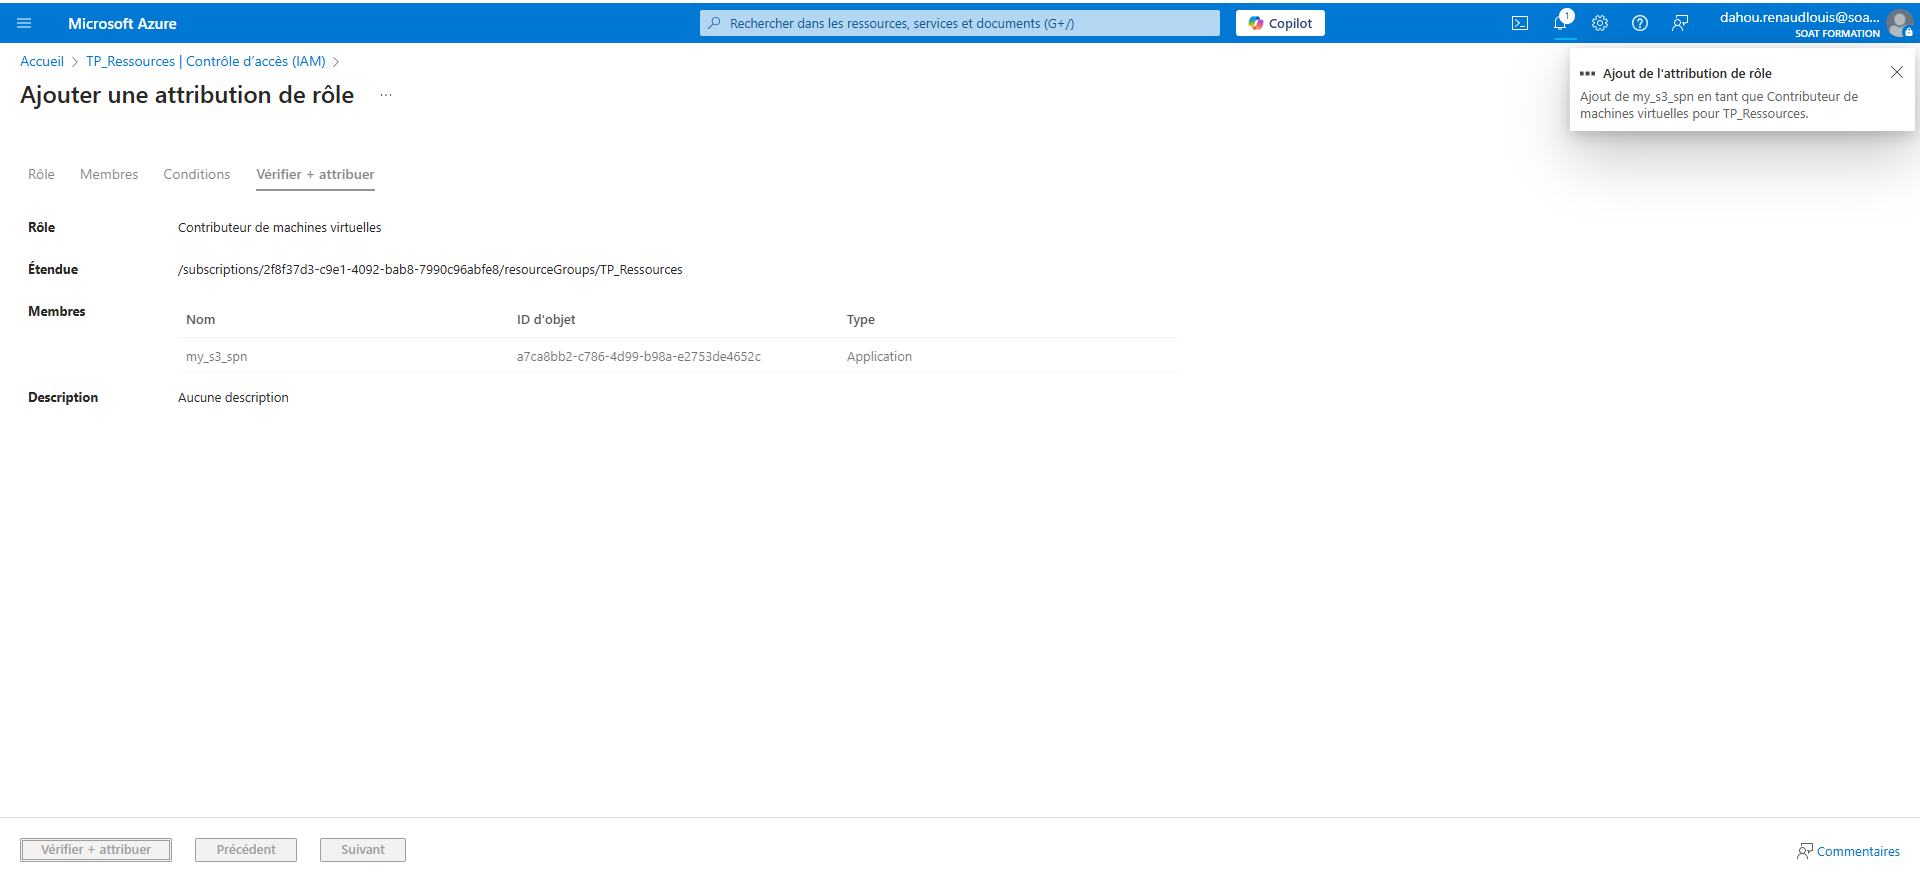 Microsoft Azure
Rechercher dans les ressources, services et documents (G+/)
Copilot
1
dahou.renaudlouis@soa...
SOAT FORMATION
Accueil > TP_Ressources | Contrôle d'accès (IAM) >
Ajouter une attribution de rôle ...
Ajout de l'attribution de rôle
Ajout de my_s3_spn en tant que Contributeur de
machines virtuelles pour TP_Ressources.
Rôle Membres Conditions Vérifier + attribuer
Rôle Contributeur de machines virtuelles
Étendue /subscriptions/2f8f37d3-c9e1-4092-bab8-7990c96abfe8/resourceGroups/TP_Ressources
Membres
Nom ID d'objet Type
my_s3_spn a7ca8bb2-c786-4d99-b98a-e2753de4652c Application
Description Aucune description
Vérifier + attribuer Précédent Suivant
Commentaires